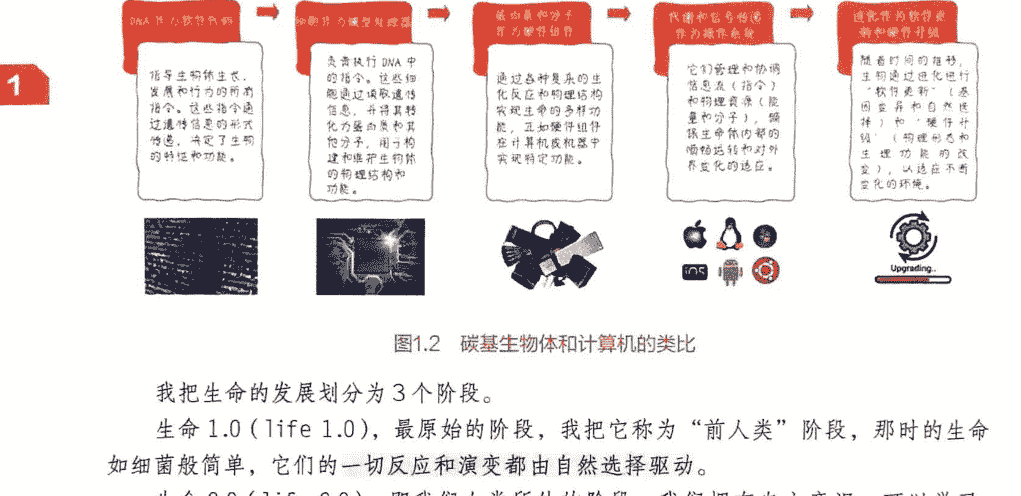 DNA作为软件代码
细胞作为微型处理器
蛋白质和分子
作为硬件组件
代谢和信号传递
作为操作系统
进化作为软件更
新和硬件升级
1
指导生物体生长、
发展和行为的所有
指令。这些指令通
过遗传信息的形式
传递，决定了生物
的特征和功能。
负责执行DNA中
的指令。这些细
胞通过读取遗传
信息，并将其转
化为蛋白质和其
他分子，用于构
建和维护生物体
的物理结构和
功能。
通过各种复杂的生
化反应和物理结构
实现生命的多样功
能，正如硬件组件
在计算机或机器中
实现特定功能。
它们管理和协调
信息流（指令）
和物理资源（能
量和分子），确
保生命体内部的
顺畅运转和对外
界变化的适应。
随着时间的推移，
生物通过进化进行
“软件更新”（基
因变异和自然选
择）和“硬件升
级”（物理形态和
生理功能的改
变），以适应不断
变化的环境。
iOS
Upgrading..
图1.2 碳基生物体和计算机的类比
我把生命的发展划分为3个阶段。
生命1.0（life 1.0），最原始的阶段，我把它称为“前人类”阶段，那时的生命
如细菌般简单，它们的一切反应和演变都由自然选择驱动。